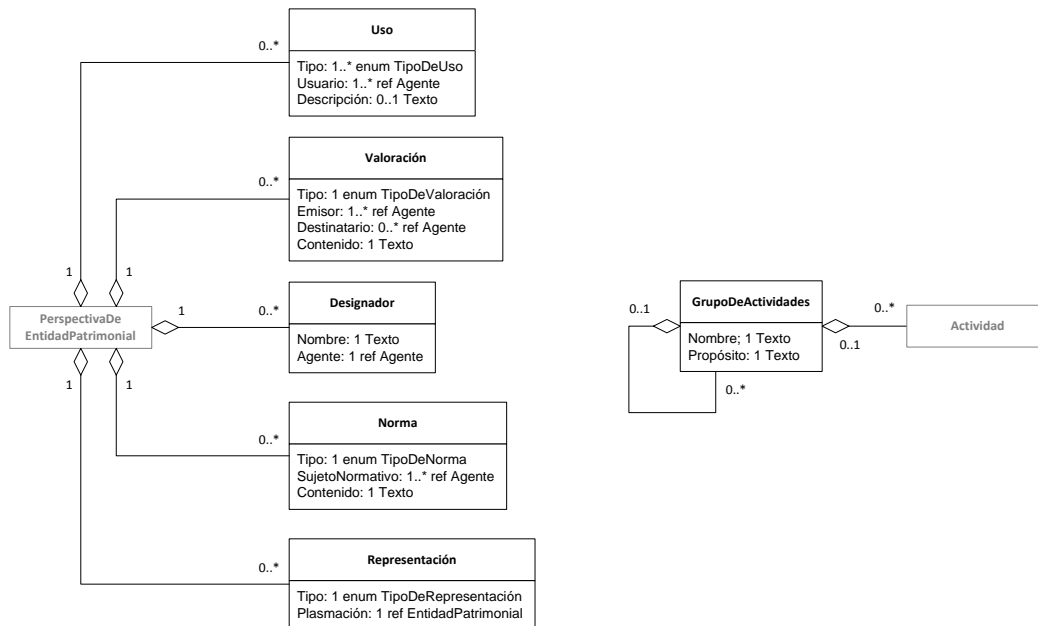 Uso
0..*
Tipo: 1..* enum TipoDeUso
Usuario: 1..* ref Agente
Descripción: 0..1 Texto
Valoración
0..*
Tipo: 1 enum TipoDeValoración
Emisor: 1..* ref Agente
Destinatario: 0..* ref Agente
Contenido: 1 Texto
1
1
PerspectivaDe
EntidadPatrimonial
1
0..*
Designador
Nombre: 1 Texto
Agente: 1 ref Agente
1
1
0..*
Norma
Tipo: 1 enum TipoDeNorma
SujetoNormativo: 1..* ref Agente
Contenido: 1 Texto
0..*
Representación
Tipo: 1 enum TipoDeRepresentación
Plasmación: 1 ref EntidadPatrimonial
0..1
GrupoDeActividades
Nombre; 1 Texto
Propósito: 1 Texto
0..*
0..1
0..*
Actividad